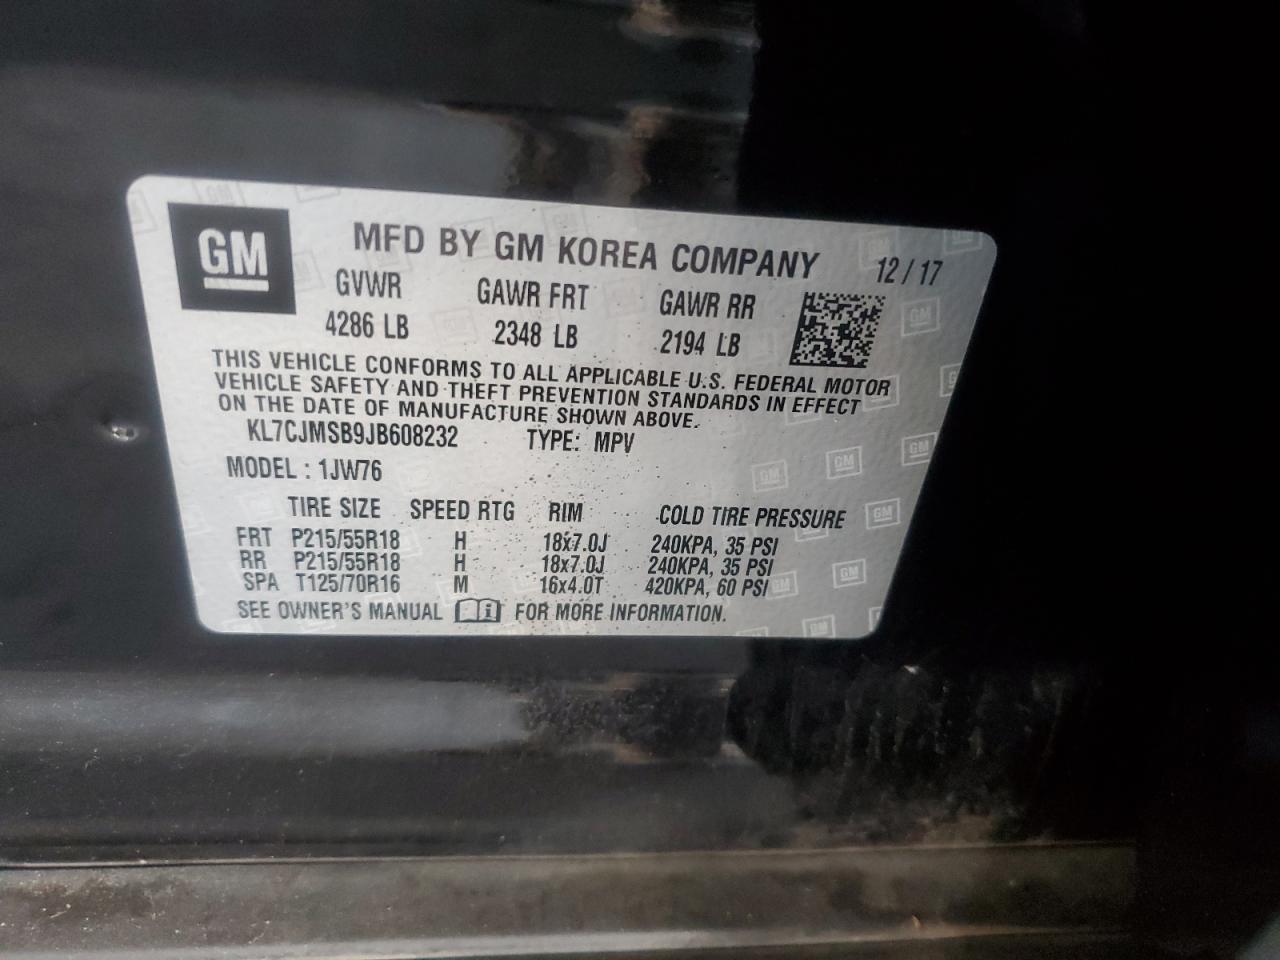 GM MFD BY GM KOREA COMPANY 12/17
GVWR GAWR FRT GAWR RR
4286 LB 2348 LB 2194 LB
THIS VEHICLE CONFORMS TO ALL APPLICABLE U.S. FEDERAL MOTOR
VEHICLE SAFETY AND THEFT PREVENTION STANDARDS IN EFFECT
ON THE DATE OF MANUFACTURE SHOWN ABOVE.
KL7CJMSB9JB608232 TYPE: MPV
MODEL : 1JW76
TIRE SIZE SPEED RTG RIM COLD TIRE PRESSURE
FRT P215/55R18 H 18x7.0J 240KPA, 35 PSI
RR P215/55R18 H 18x7.0J 240KPA, 35 PSI
SPA T125/70R16 M 16x4.0T 420KPA, 60 PSI
SEE OWNER'S MANUAL i FOR MORE INFORMATION.